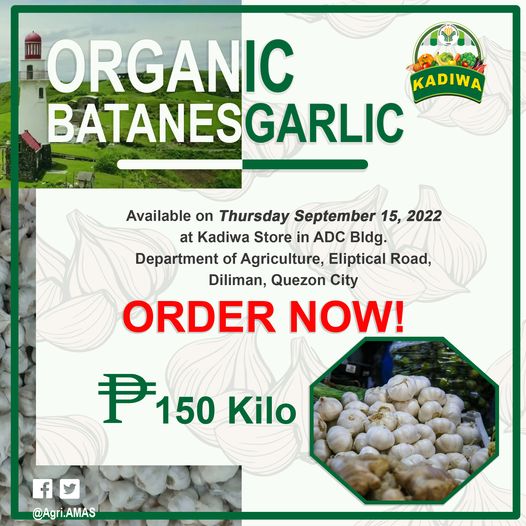 ORGANIC
KADIWA
BATANESGARLIC
Available on Thursday September 15, 2022
at Kadiwa Store in ADC Bldg.
Department of Agriculture, Eliptical Road,
Diliman, Quezon City
ORDER NOW!
₱150 Kilo
@Agri.AMAS